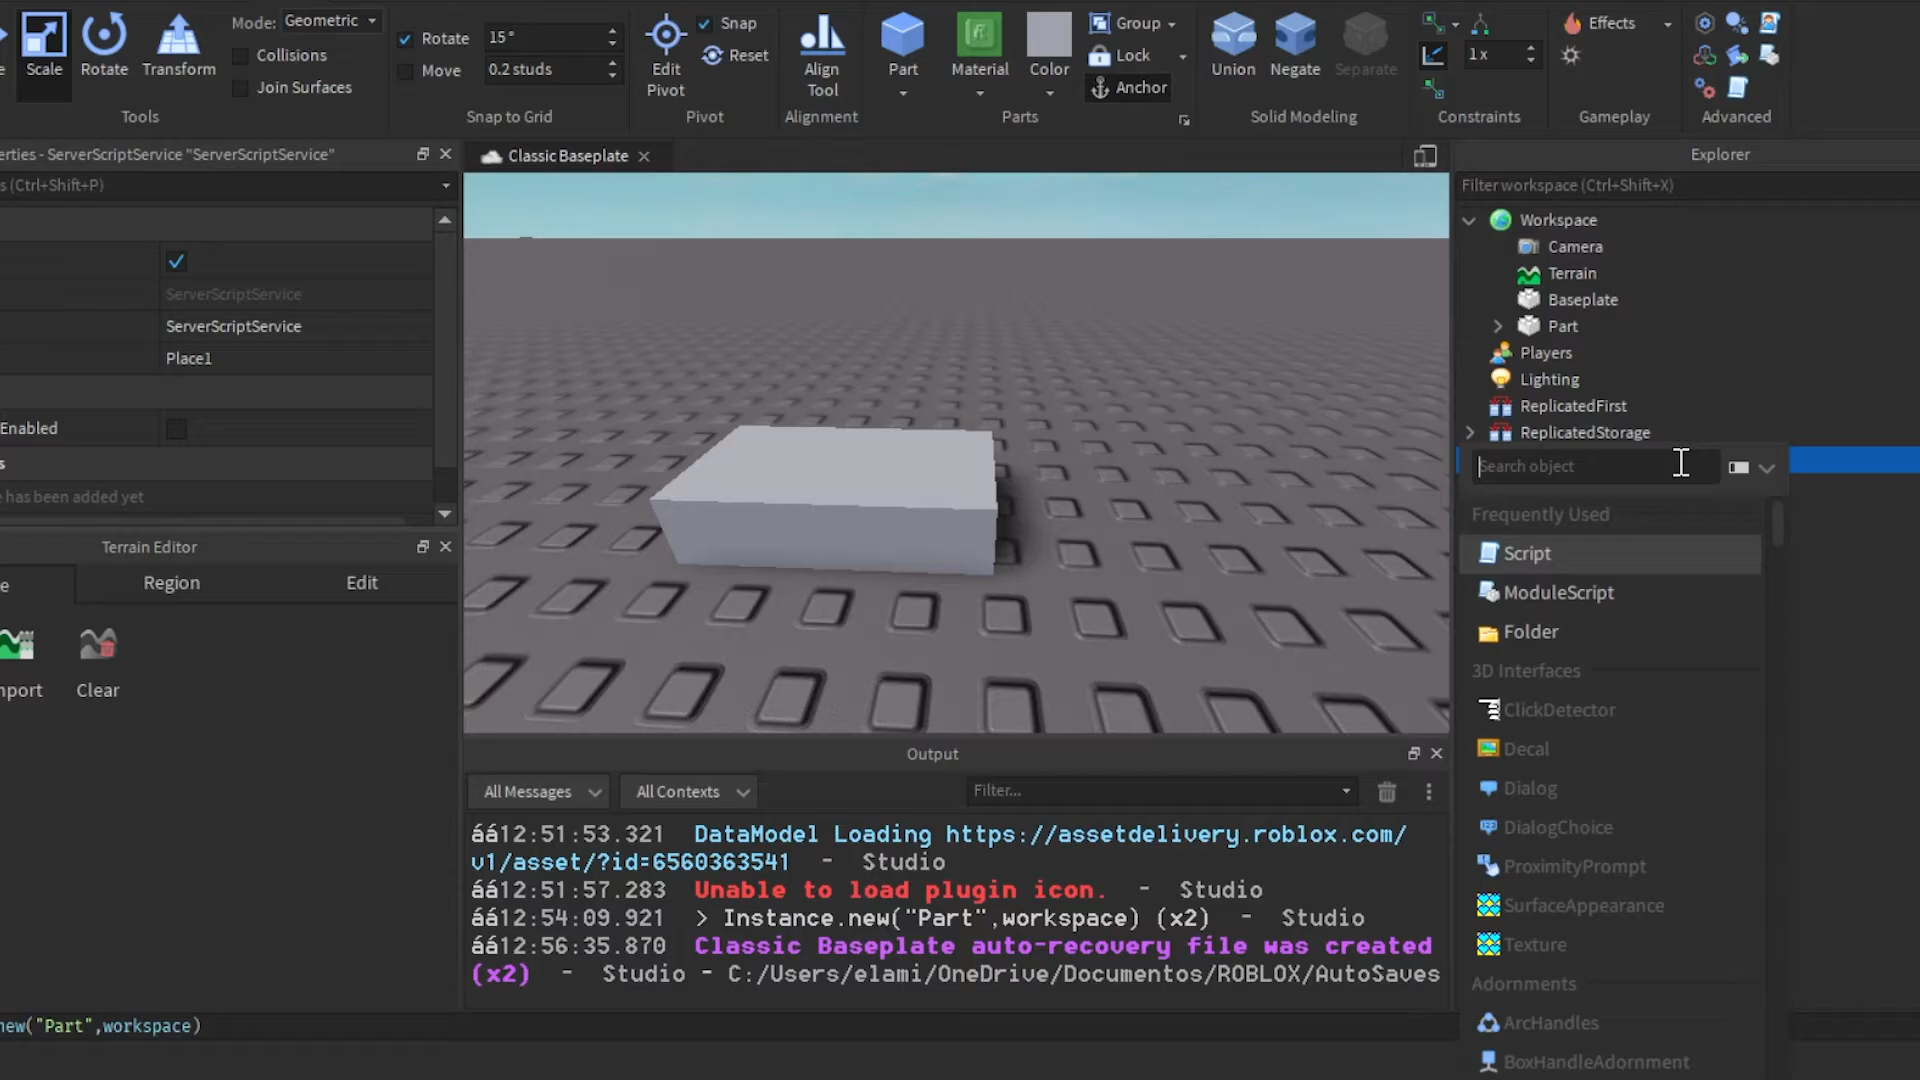 Mode: Geometric
Scale Rotate Transform
Collisions
Join Surfaces
Tools
Rotate 15°
Move 0.2 studs
Snap to Grid
Edit Pivot
Snap
Reset
Pivot
Align Tool
Alignment
Part
Material
Color
Group
Lock
Anchor
Parts
Union Negate Separate
Solid Modeling
1x
Constraints
Effects
Gameplay
Advanced
erties - ServerScriptService "ServerScriptService"
s (Ctrl+Shift+P)
ServerScriptService
ServerScriptService
Place1
Enabled
s
has been added yet
Terrain Editor
e Region Edit
mport Clear
new("Part",workspace)
Classic Baseplate
Output
All Messages All Contexts Filter...
áá12:51:53.321 DataModel Loading https://assetdelivery.roblox.com/
v1/asset/?id=6560363541 - Studio
áá12:51:57.283 Unable to load plugin icon. - Studio
áá12:54:09.921 > Instance.new("Part",workspace) (x2) - Studio
áá12:56:35.870 Classic Baseplate auto-recovery file was created
(x2) - Studio - C:/Users/elami/OneDrive/Documentos/ROBLOX/AutoSaves
Explorer
Filter workspace (Ctrl+Shift+X)
Workspace
Camera
Terrain
Baseplate
Part
Players
Lighting
ReplicatedFirst
ReplicatedStorage
Search object
Frequently Used
Script
ModuleScript
Folder
3D Interfaces
ClickDetector
Decal
Dialog
DialogChoice
ProximityPrompt
SurfaceAppearance
Texture
Adornments
ArcHandles
BoxHandleAdornment